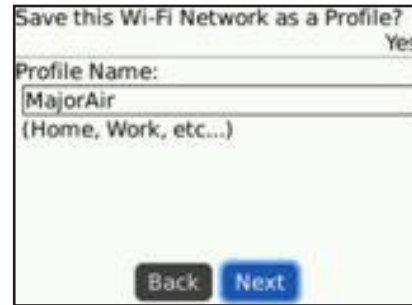 Save this Wi-Fi Network as a Profile?
Yes
Profile Name:
MajorAir
(Home, Work, etc...)
Back Next